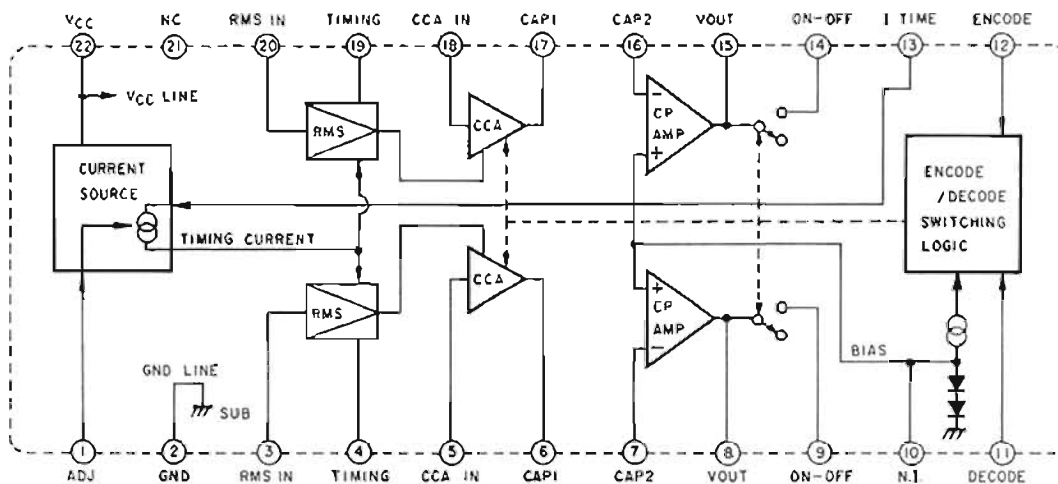 VCC NC RMS IN TIMING CCA IN CAP1 CAP2 VOUT ON-OFF I TIME ENCODE
22 21 20 19 18 17 16 15 14 13 12
VCC LINE
RMS
CCA
−
CP
AMP
+
CURRENT
SOURCE
TIMING CURRENT
ENCODE
/DECODE
SWITCHING
LOGIC
RMS
CCA
+
CP
AMP
−
BIAS
GND LINE
SUB
1 2 3 4 5 6 7 8 9 10 11
ADJ GND RMS IN TIMING CCA IN CAP1 CAP2 VOUT ON-OFF N.I. DECODE